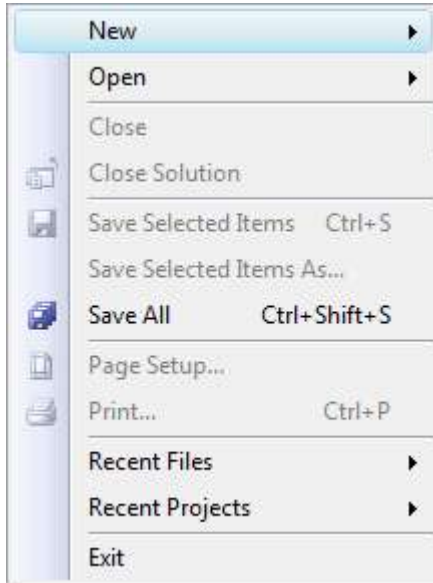 New
Open
Close
Close Solution
Save Selected Items Ctrl+S
Save Selected Items As...
Save All Ctrl+Shift+S
Page Setup...
Print... Ctrl+P
Recent Files
Recent Projects
Exit